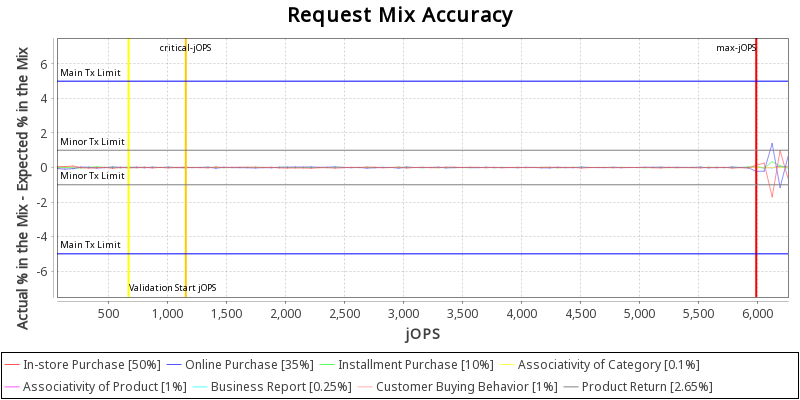 Request Mix Accuracy
critical-jOPS
max-jOPS
Actual % in the Mix - Expected % in the Mix
6
Main Tx Limit
4
2
Minor Tx Limit
0
Minor Tx Limit
-2
-4
Main Tx Limit
-6
Validation Start jOPS
500
1,000
1,500
2,000
2,500
3,000
3,500
4,000
4,500
5,000
5,500
6,000
jOPS
In-store Purchase [50%] Online Purchase [35%] Installment Purchase [10%] Associativity of Category [0.1%]
Associativity of Product [1%] Business Report [0.25%] Customer Buying Behavior [1%] Product Return [2.65%]